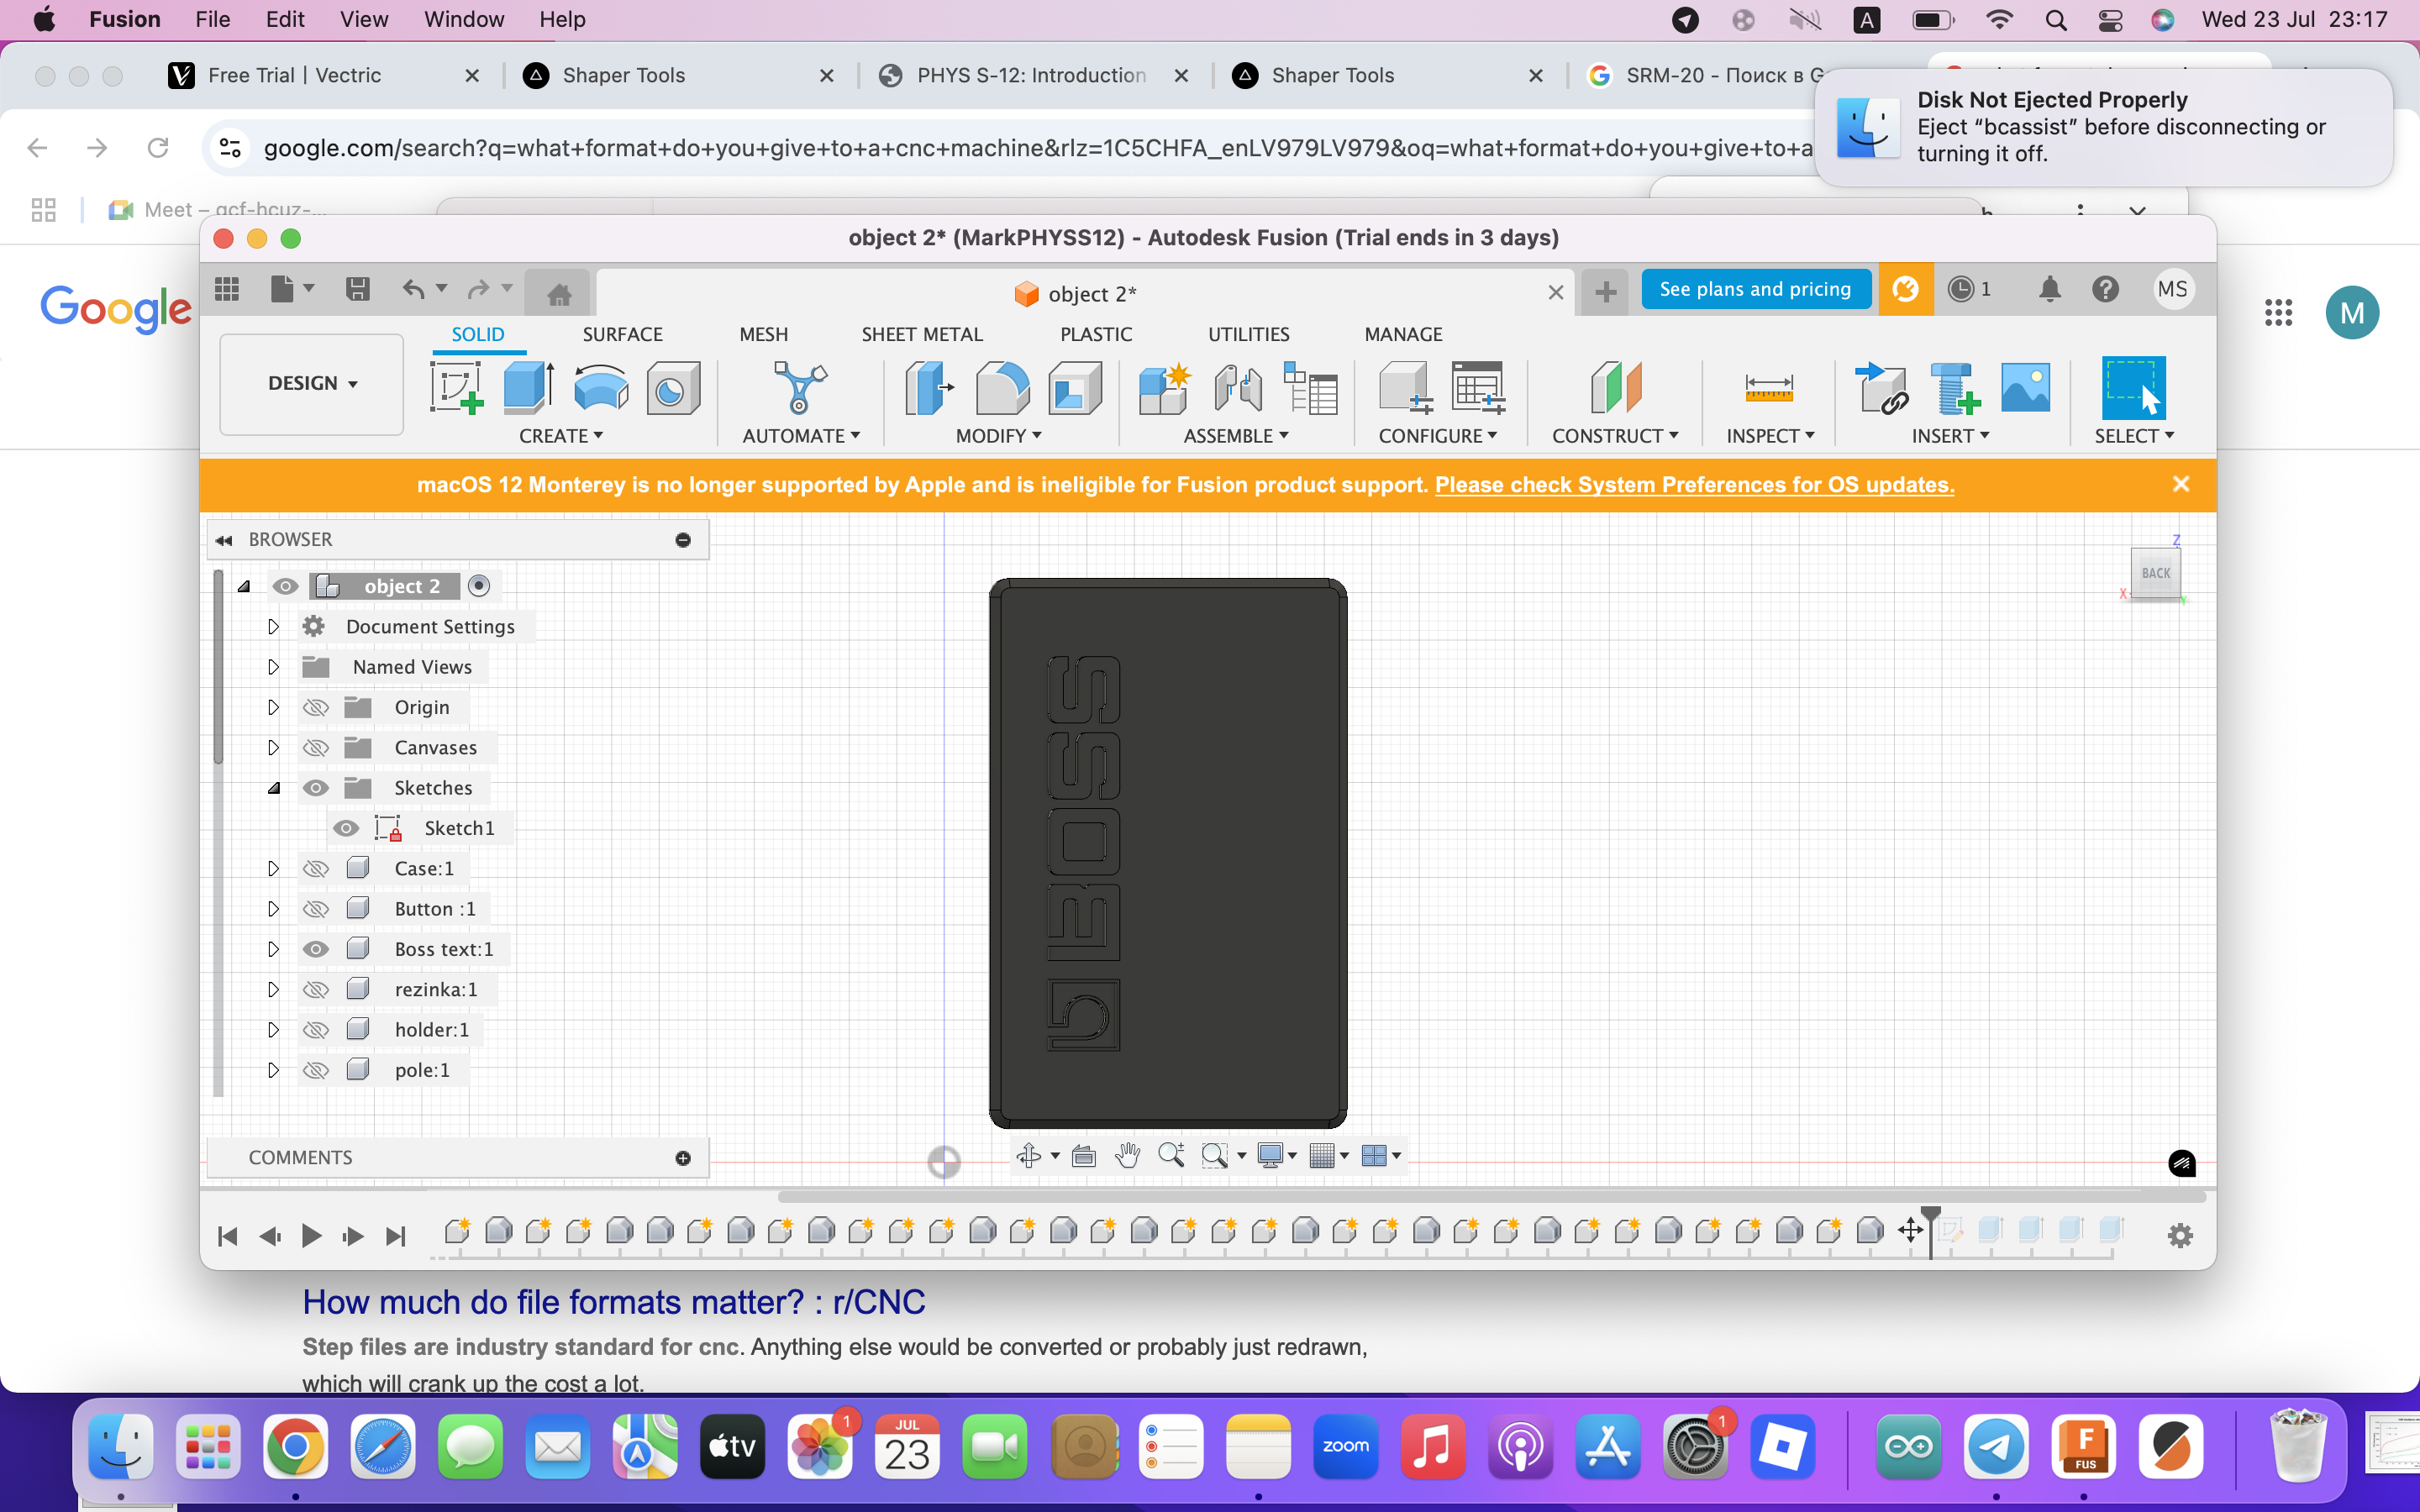 Fusion File Edit View Window Help A Wed 23 Jul 23:17
Free Trial | Vectric Shaper Tools PHYS S-12: Introduction Shaper Tools SRM-20 - Поиск в G
Disk Not Ejected Properly
Eject “bcassist” before disconnecting or
turning it off.
google.com/search?q=what+format+do+you+give+to+a+cnc+machine&rlz=1C5CHFA_enLV979LV979&oq=what+format+do+you+give+to+a
Meet – gcf-hcuz-...
object 2* (MarkPHYSS12) - Autodesk Fusion (Trial ends in 3 days)
Google
object 2*
See plans and pricing
1
MS
M
SOLID SURFACE MESH SHEET METAL PLASTIC UTILITIES MANAGE
DESIGN
CREATE AUTOMATE MODIFY ASSEMBLE CONFIGURE CONSTRUCT INSPECT INSERT SELECT
macOS 12 Monterey is no longer supported by Apple and is ineligible for Fusion product support. Please check System Preferences for OS updates.
BROWSER
object 2
Document Settings
Named Views
Origin
Canvases
Sketches
Sketch1
Case:1
Button :1
Boss text:1
rezinka:1
holder:1
pole:1
COMMENTS
BOSS
Z
BACK
X
Y
How much do file formats matter? : r/CNC
Step files are industry standard for cnc. Anything else would be converted or probably just redrawn,
which will crank up the cost a lot.
tv
1
JUL
23
zoom
1
F
FUS